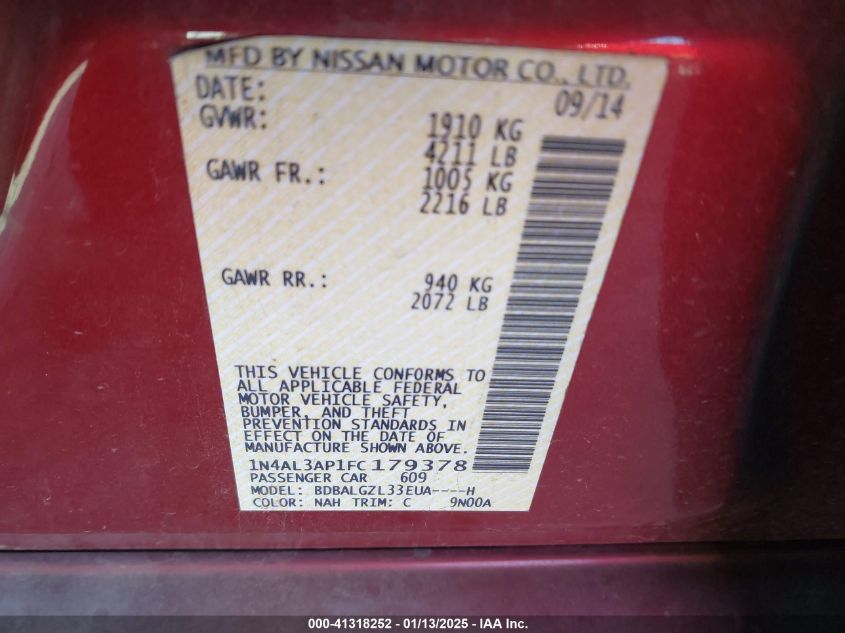 MFD BY NISSAN MOTOR CO., LTD.
DATE: 09/14
GVWR: 1910 KG
4211 LB
GAWR FR.: 1005 KG
2216 LB
GAWR RR.: 940 KG
2072 LB
THIS VEHICLE CONFORMS TO
ALL APPLICABLE FEDERAL
MOTOR VEHICLE SAFETY,
BUMPER, AND THEFT
PREVENTION STANDARDS IN
EFFECT ON THE DATE OF
MANUFACTURE SHOWN ABOVE.
1N4AL3AP1FC179378
PASSENGER CAR 609
MODEL: BDBALGZL33EUA----H
COLOR: NAH TRIM: C 9N00A
000-41318252 - 01/13/2025 - IAA Inc.